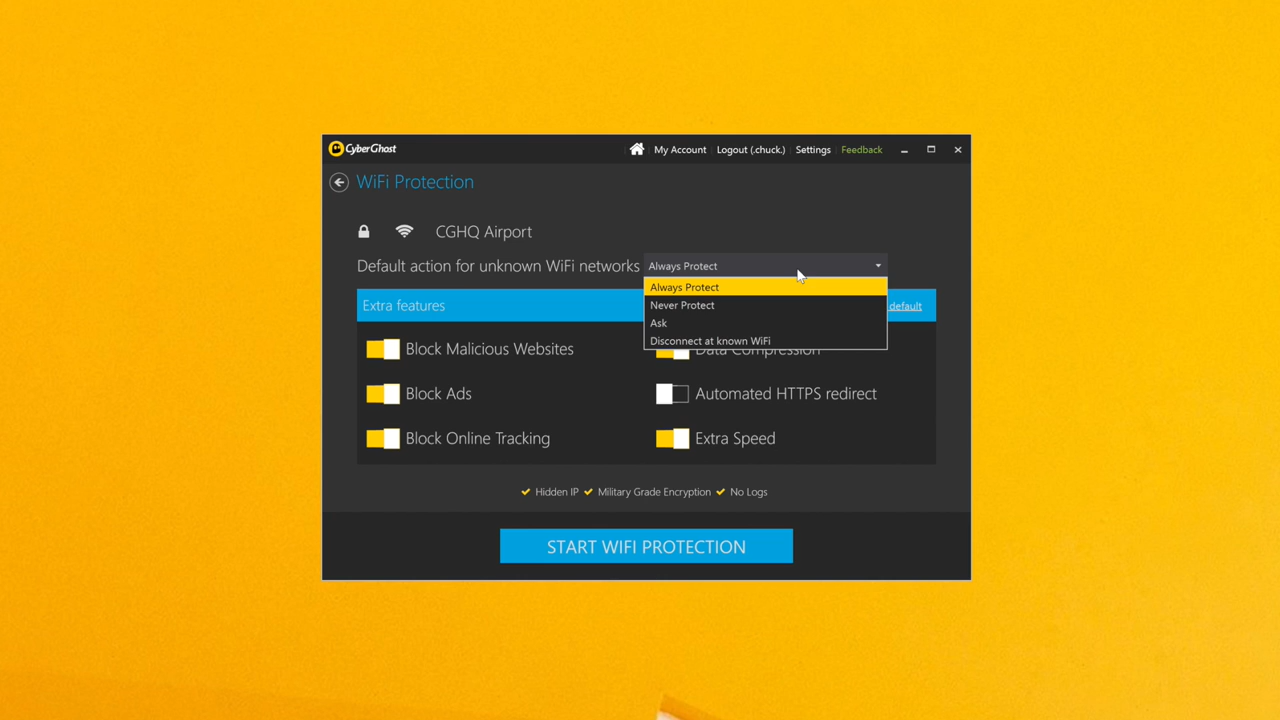 CyberGhost
My Account Logout (.chuck.) Settings Feedback
WiFi Protection
CGHQ Airport
Default action for unknown WiFi networks Always Protect
Always Protect
Never Protect
Ask
Disconnect at known WiFi
Extra features default
Block Malicious Websites Data Compression
Block Ads Automated HTTPS redirect
Block Online Tracking Extra Speed
Hidden IP Military Grade Encryption No Logs
START WIFI PROTECTION